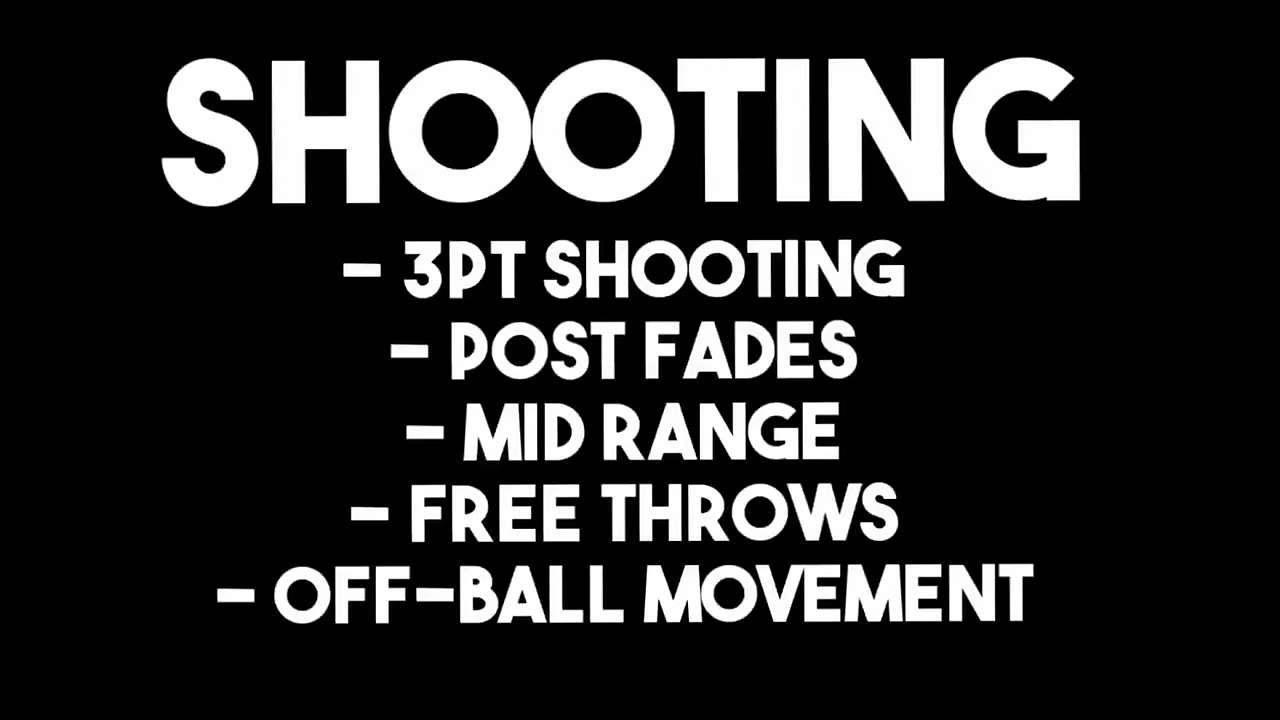 SHOOTING
- 3PT SHOOTING
- POST FADES
- MID RANGE
- FREE THROWS
- OFF-BALL MOVEMENT